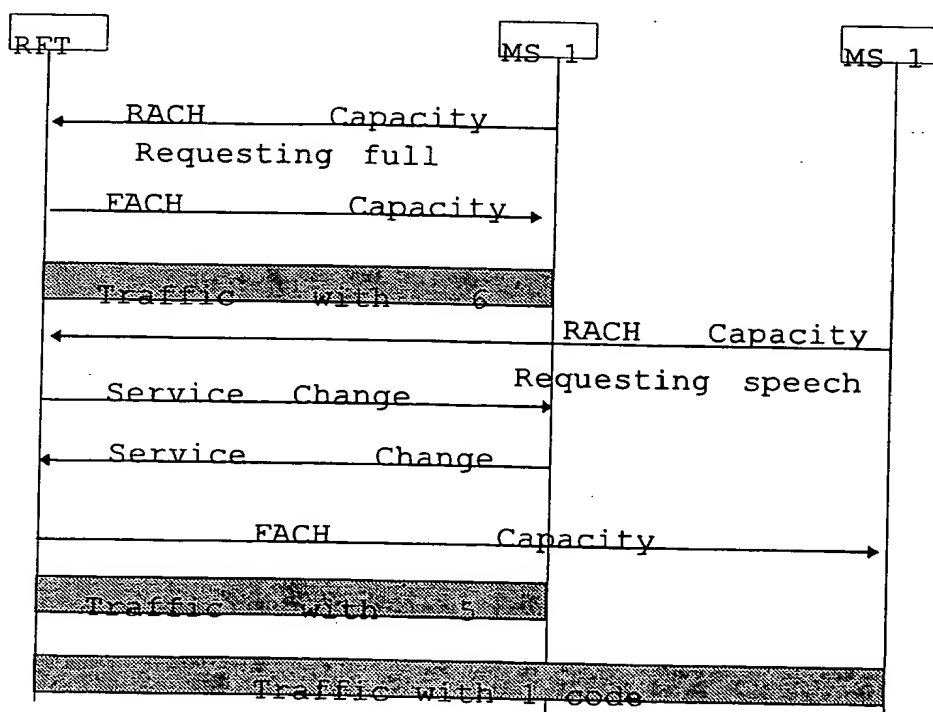 RFT
MS 1
MS 1
RACH Capacity
Requesting full
FACH Capacity
Traffic with 6
RACH Capacity
Requesting speech
Service Change
Service Change
FACH Capacity
Traffic with 5
Traffic with 1 code